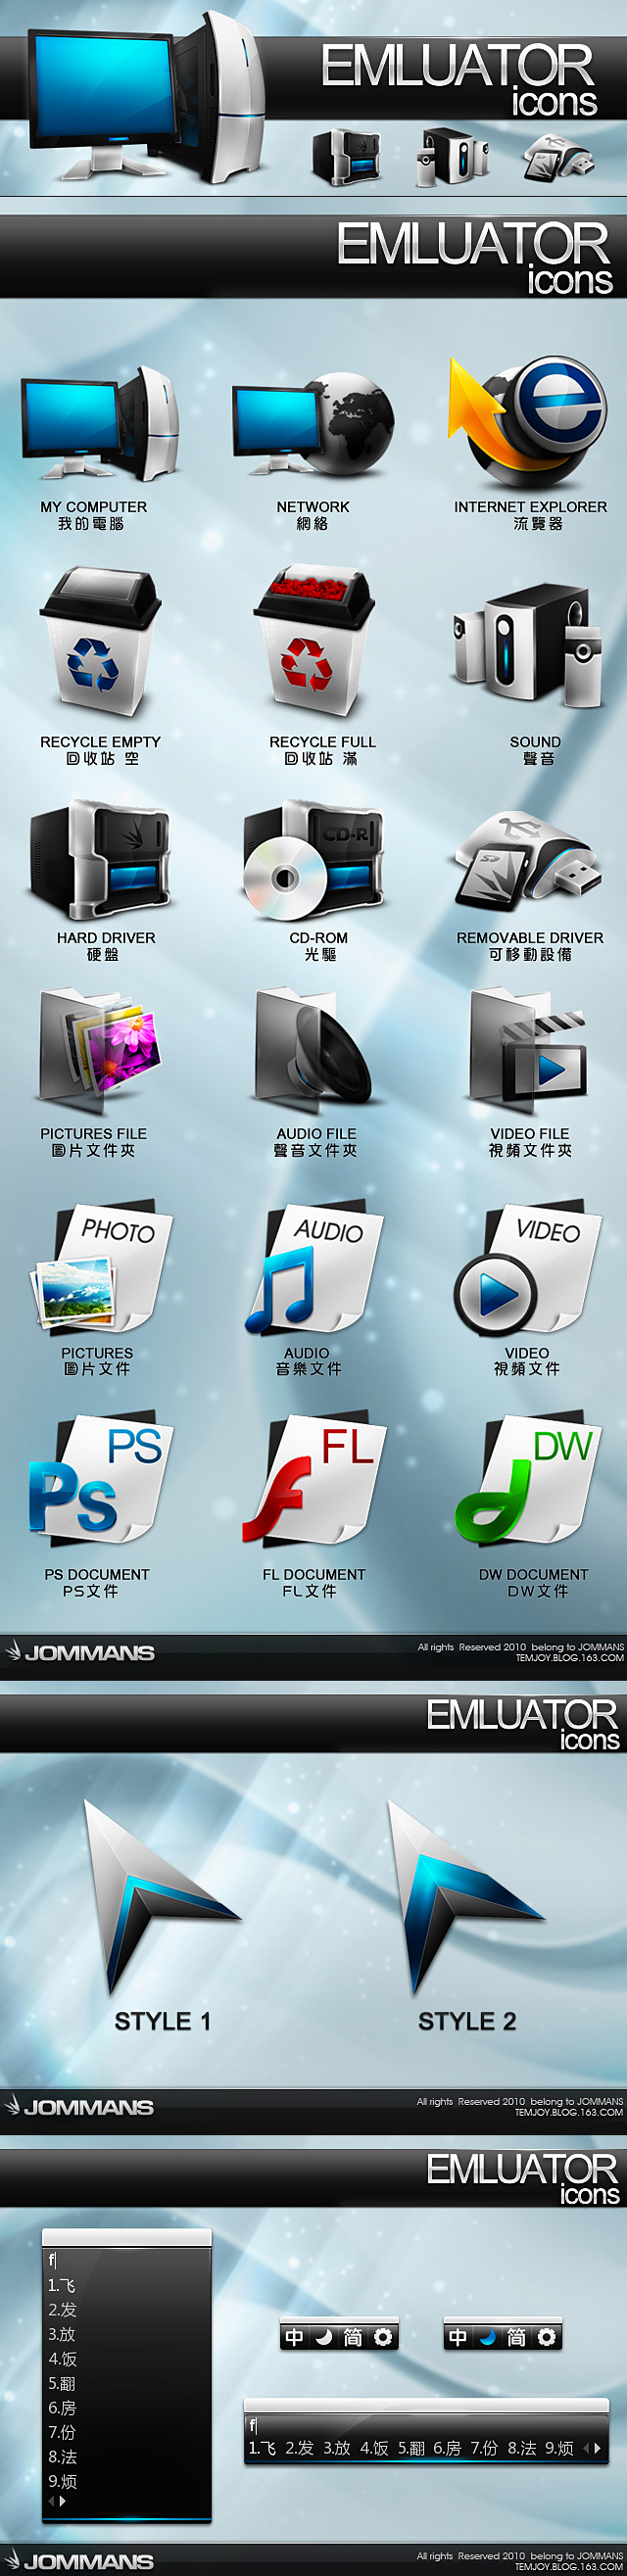 EMLUATOR
icons
EMLUATOR
icons
MY COMPUTER
我的電腦
NETWORK
網絡
INTERNET EXPLORER
流覽器
RECYCLE EMPTY
回收站 空
RECYCLE FULL
回收站 滿
SOUND
聲音
CD-R
SD
HARD DRIVER
硬盤
CD-ROM
光驅
REMOVABLE DRIVER
可移動設備
PICTURES FILE
圖片文件夾
AUDIO FILE
聲音文件夾
VIDEO FILE
視頻文件夾
PHOTO
AUDIO
VIDEO
PICTURES
圖片文件
AUDIO
音樂文件
VIDEO
視頻文件
PS
Ps
FL
DW
PS DOCUMENT
PS文件
FL DOCUMENT
FL文件
DW DOCUMENT
DW文件
JOMMANS
All rights Reserved 2010 belong to JOMMANS
TEMJOY.BLOG.163.COM
EMLUATOR
icons
STYLE 1
STYLE 2
JOMMANS
All rights Reserved 2010 belong to JOMMANS
TEMJOY.BLOG.163.COM
EMLUATOR
icons
f
1.飞
2.发
3.放
4.饭
5.翻
6.房
7.份
8.法
9.烦
中 简
中 简
f
1.飞 2.发 3.放 4.饭 5.翻 6.房 7.份 8.法 9.烦
JOMMANS
All rights Reserved 2010 belong to JOMMANS
TEMJOY.BLOG.163.COM